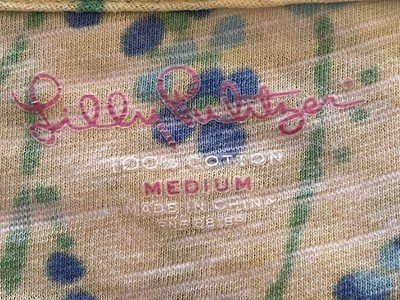 Lilly Pulitzer
100% COTTON
MEDIUM
MADE IN CHINA